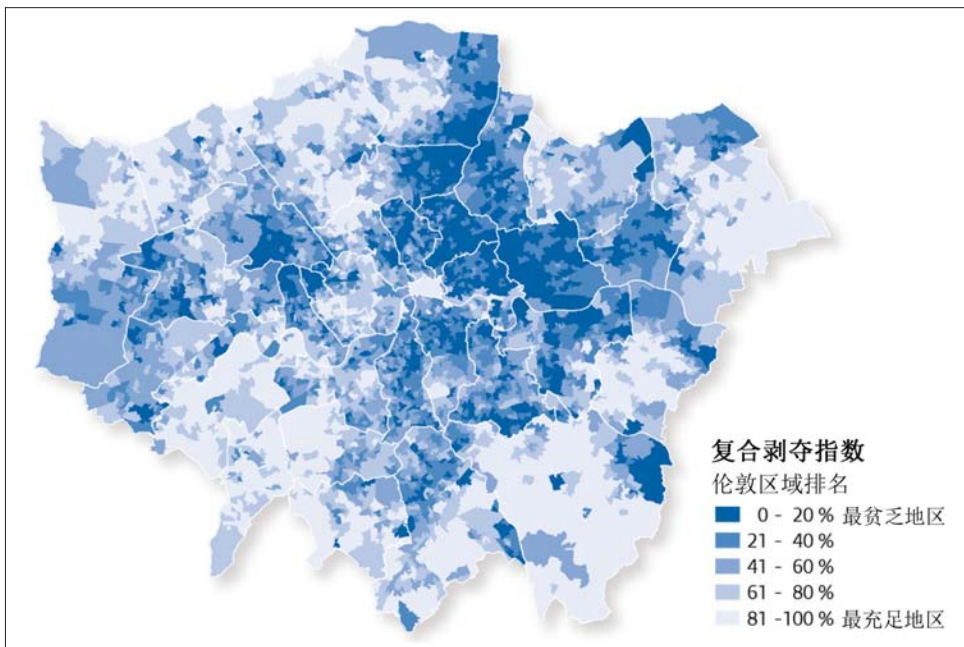 复合剥夺指数
伦敦区域排名
0 - 20 % 最贫乏地区
21 - 40 %
41 - 60 %
61 - 80 %
81 -100 % 最充足地区